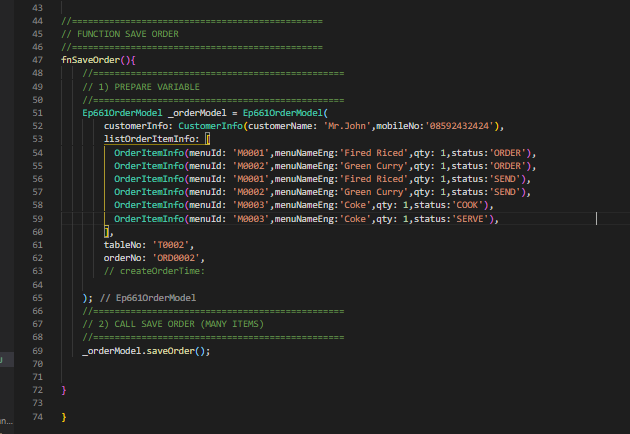 43
44 //===============================================
45 // FUNCTION SAVE ORDER
46 //===============================================
47 fnSaveOrder(){
48 //===============================================
49 // 1) PREPARE VARIABLE
50 //===============================================
51 Ep661OrderModel _orderModel = Ep661OrderModel(
52 customerInfo: CustomerInfo(customerName: 'Mr.John',mobileNo:'08592432424'),
53 listOrderItemInfo: [
54 OrderItemInfo(menuId: 'M0001',menuNameEng:'Fired Riced',qty: 1,status:'ORDER'),
55 OrderItemInfo(menuId: 'M0002',menuNameEng:'Green Curry',qty: 1,status:'ORDER'),
56 OrderItemInfo(menuId: 'M0001',menuNameEng:'Fired Riced',qty: 1,status:'SEND'),
57 OrderItemInfo(menuId: 'M0002',menuNameEng:'Green Curry',qty: 1,status:'SEND'),
58 OrderItemInfo(menuId: 'M0003',menuNameEng:'Coke',qty: 1,status:'COOK'),
59 OrderItemInfo(menuId: 'M0003',menuNameEng:'Coke',qty: 1,status:'SERVE'),
60 ],
61 tableNo: 'T0002',
62 orderNo: 'ORD0002',
63 // createOrderTime:
64
65 ); // Ep661OrderModel
66 //===============================================
67 // 2) CALL SAVE ORDER (MANY ITEMS)
68 //===============================================
69 _orderModel.saveOrder();
70
71
72 }
73
74 }